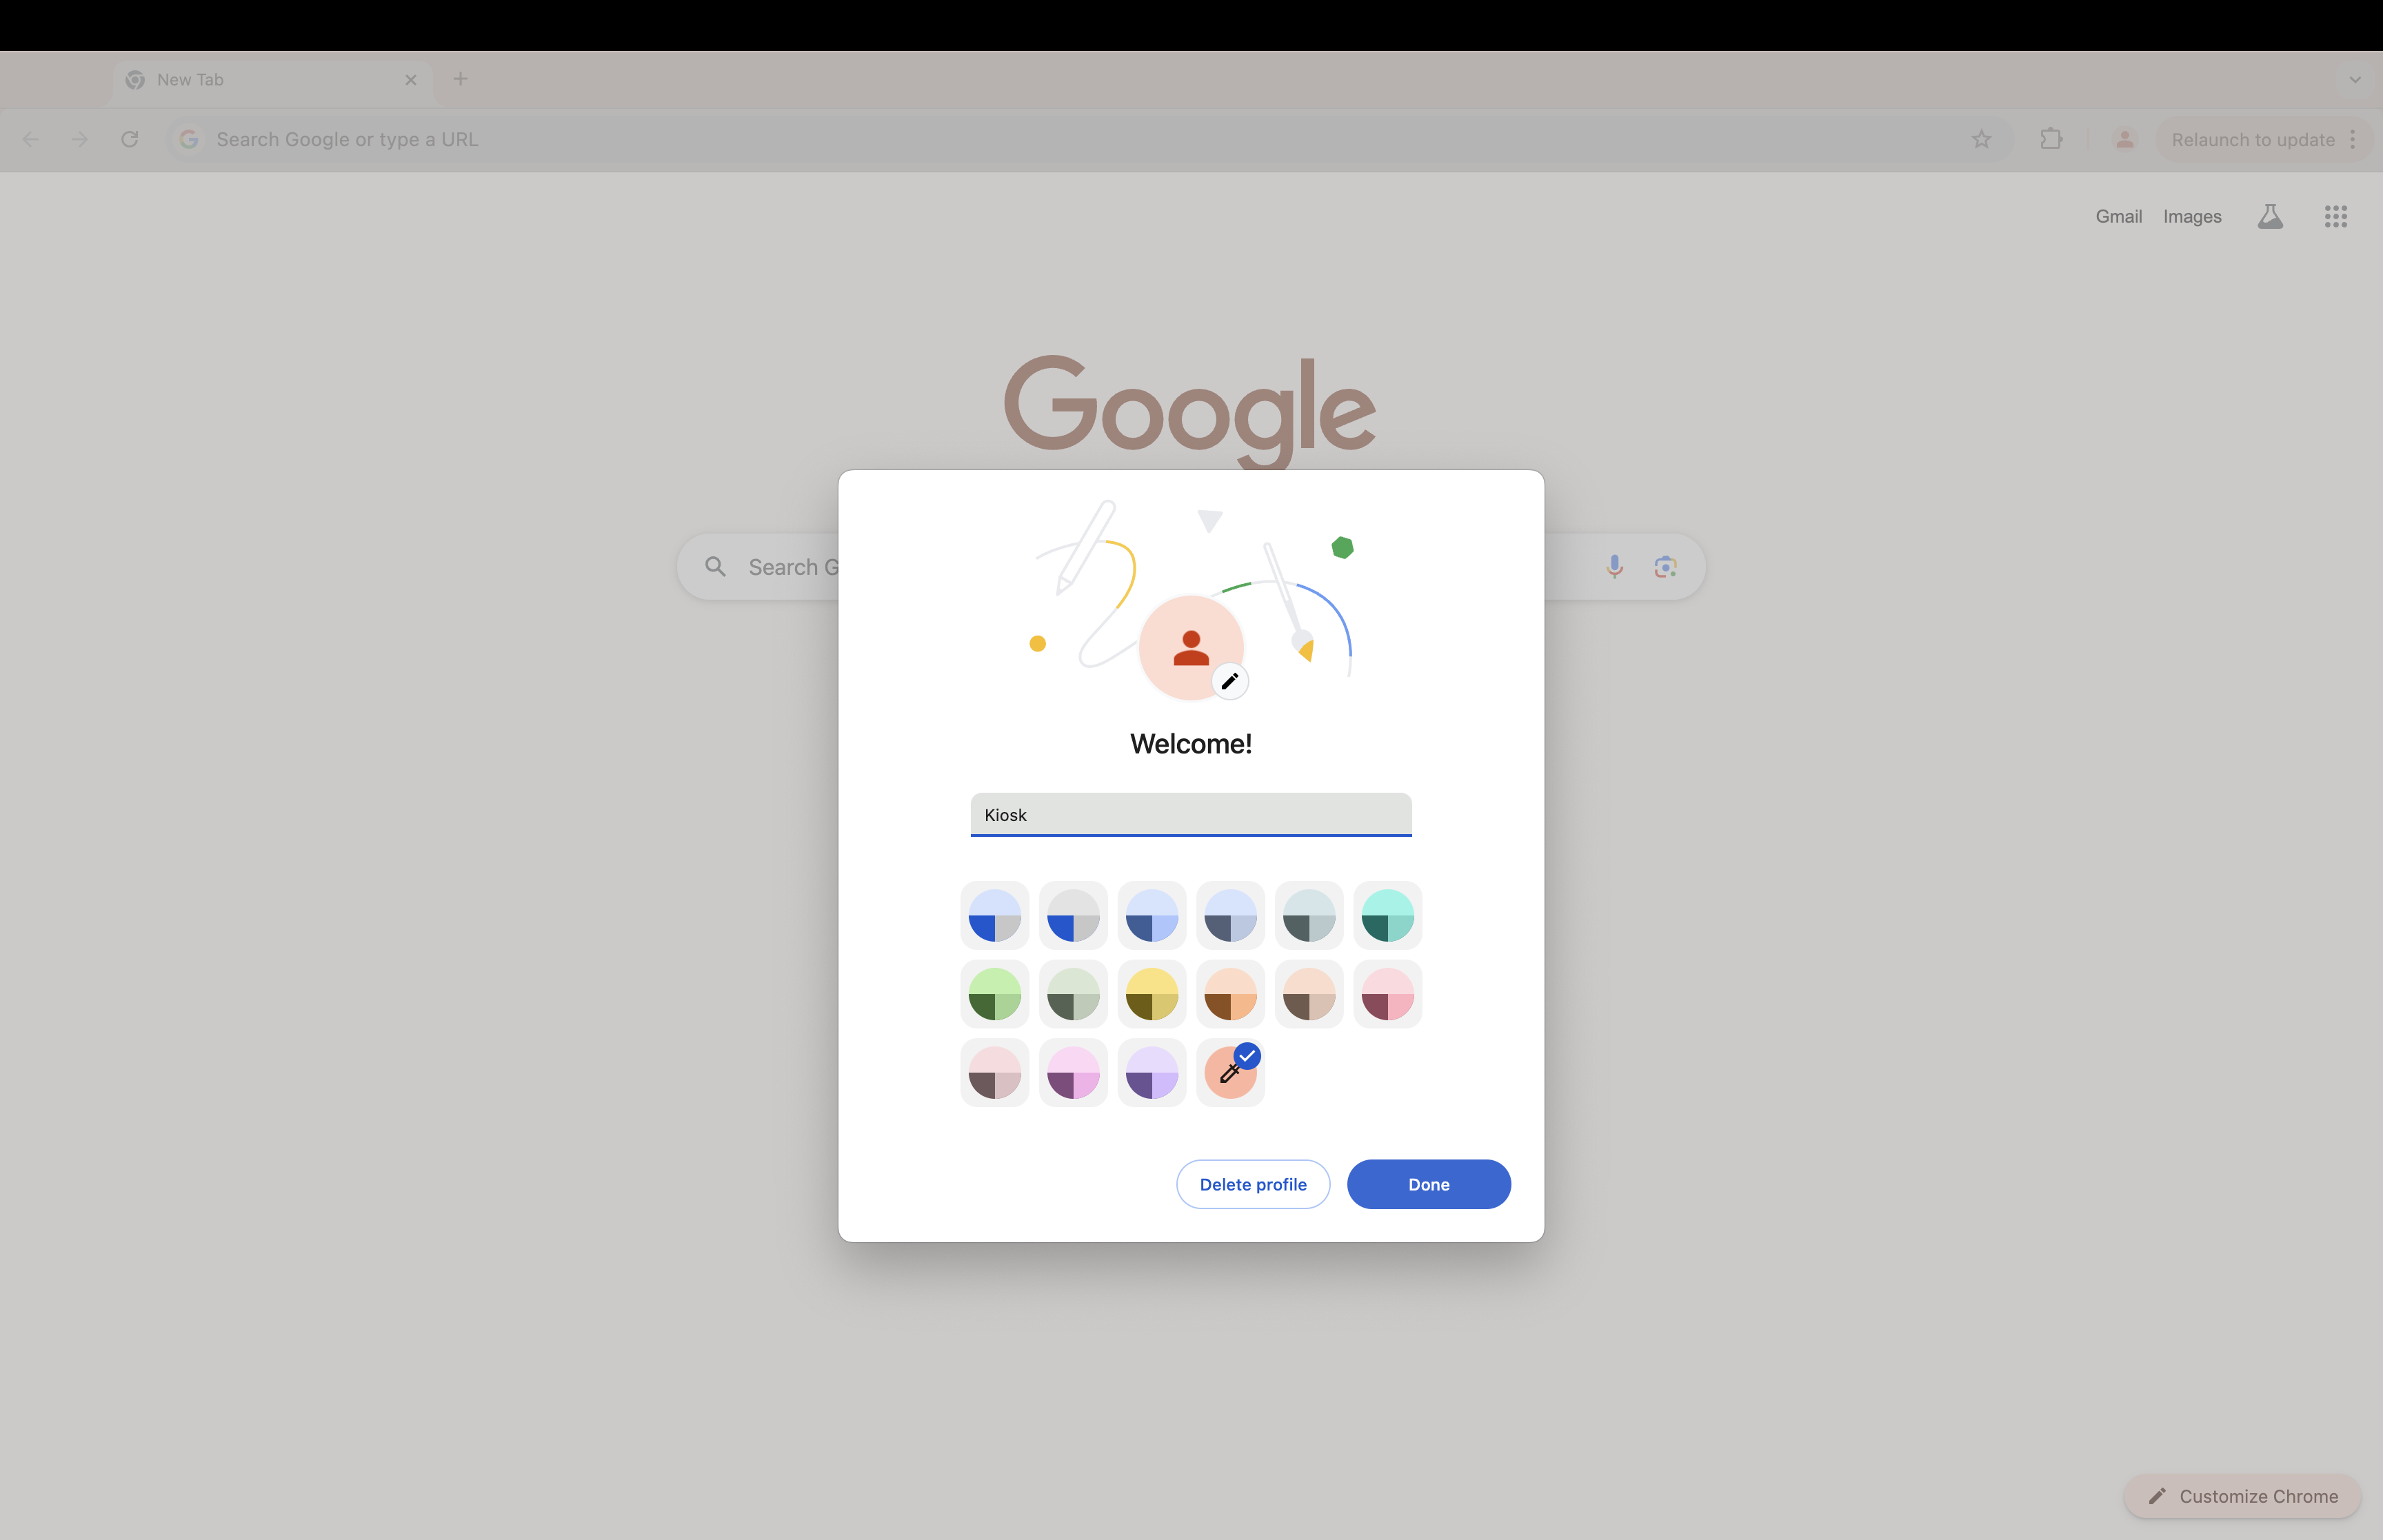 New Tab
Search Google or type a URL
Relaunch to update
Gmail Images
Google
Search G
Welcome!
Kiosk
Delete profile
Done
Customize Chrome